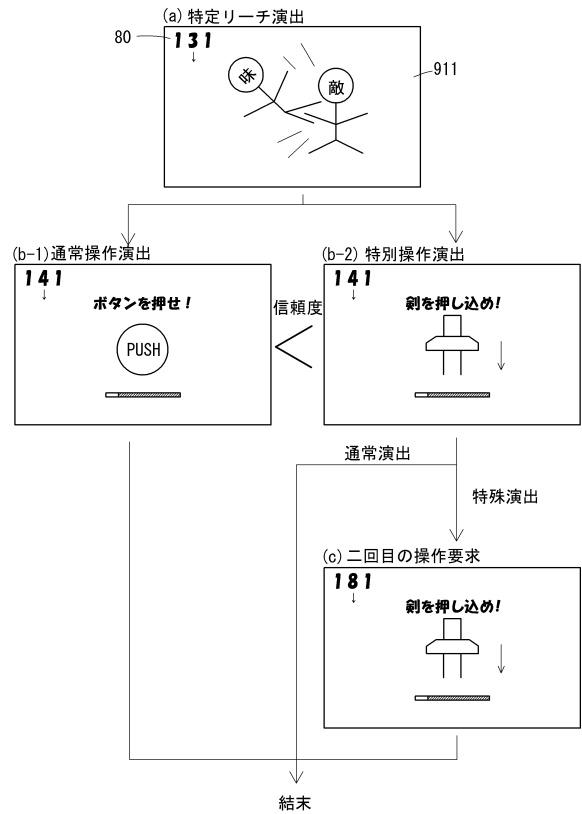 (a) 特定リーチ演出
80
131
↓
味
敵
911
(b-1)通常操作演出
141
↓
ボタンを押せ！
PUSH
信頼度
(b-2) 特別操作演出
141
↓
剣を押し込め!
通常演出
特殊演出
(c) 二回目の操作要求
181
↓
剣を押し込め!
結末